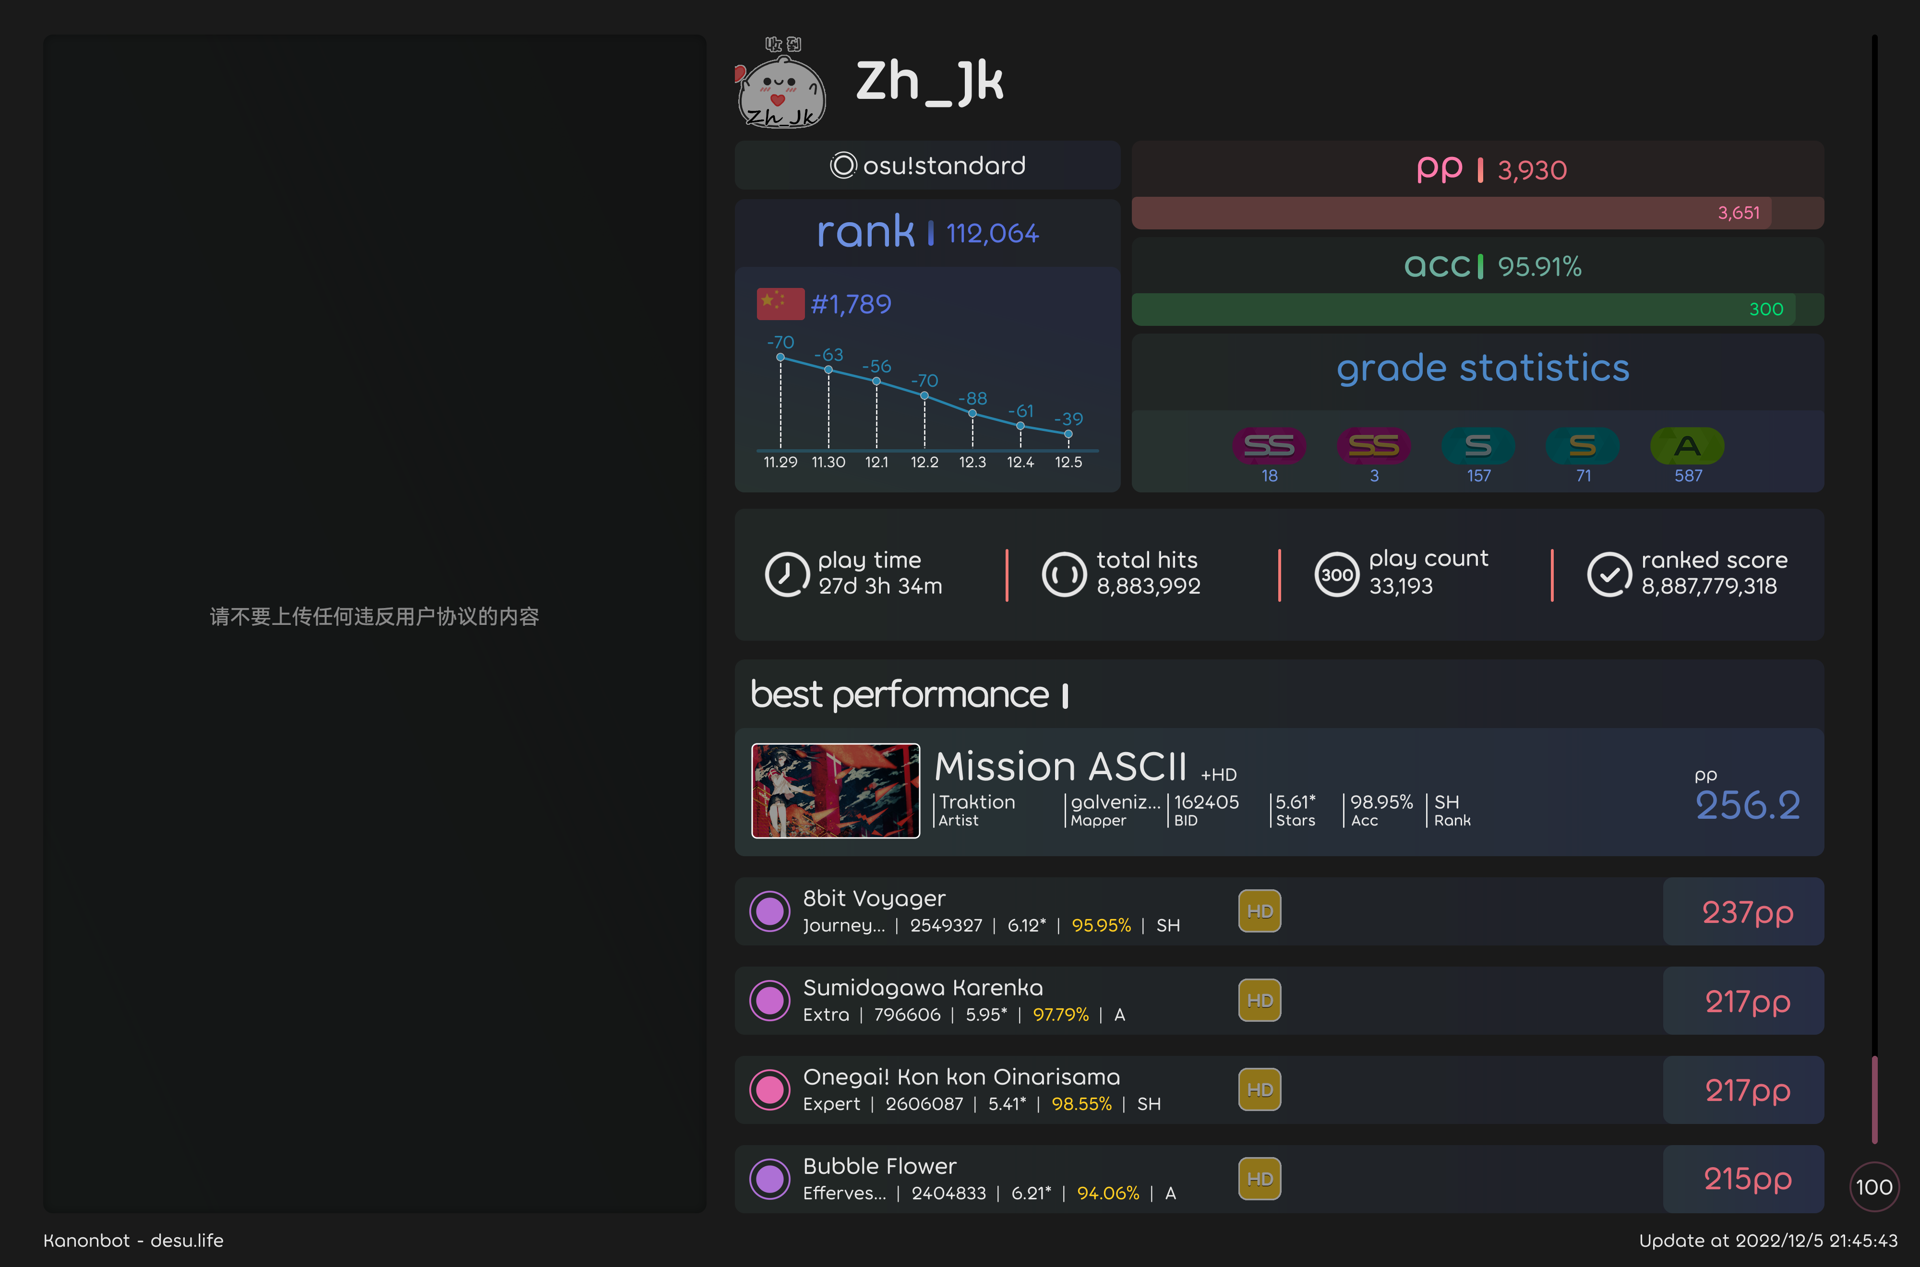 请不要上传任何违反用户协议的内容
收到
Zh_Jk
Zh_Jk
osu!standard
rank 112,064
#1,789
-70 -63 -56 -70 -88 -61 -39
11.29 11.30 12.1 12.2 12.3 12.4 12.5
pp 3,930
3,651
acc 95.91%
300
grade statistics
SS SS S S A
18 3 157 71 587
play time
27d 3h 34m
total hits
8,883,992
300
play count
33,193
ranked score
8,887,779,318
best performance
Mission ASCII +HD
Traktion galveniz... 162405 5.61* 98.95% SH
Artist Mapper BID Stars Acc Rank
pp
256.2
8bit Voyager
Journey... | 2549327 | 6.12* | 95.95% | SH
HD
237pp
Sumidagawa Karenka
Extra | 796606 | 5.95* | 97.79% | A
HD
217pp
Onegai! Kon kon Oinarisama
Expert | 2606087 | 5.41* | 98.55% | SH
HD
217pp
Bubble Flower
Efferves... | 2404833 | 6.21* | 94.06% | A
HD
215pp
100
Kanonbot - desu.life
Update at 2022/12/5 21:45:43